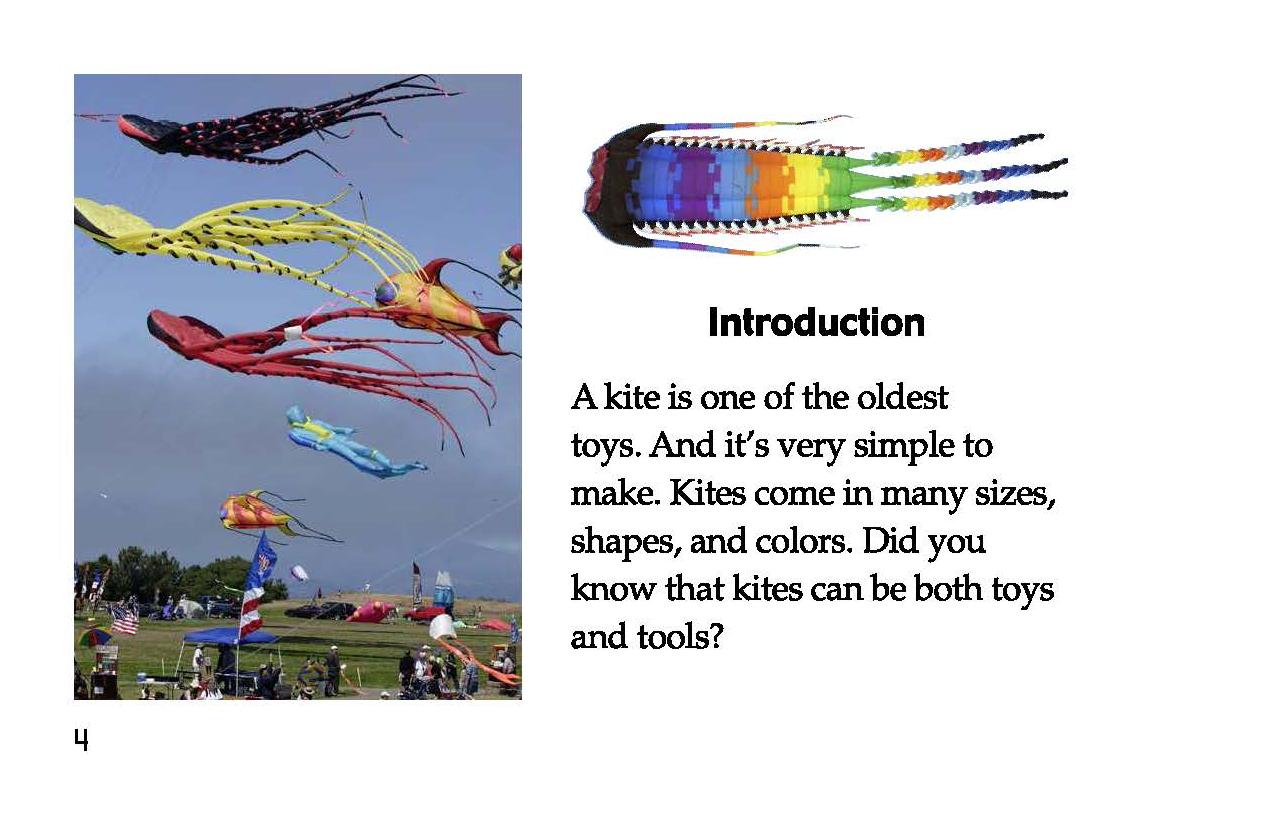 Introduction
A kite is one of the oldest
toys. And it's very simple to
make. Kites come in many sizes,
shapes, and colors. Did you
know that kites can be both toys
and tools?
4